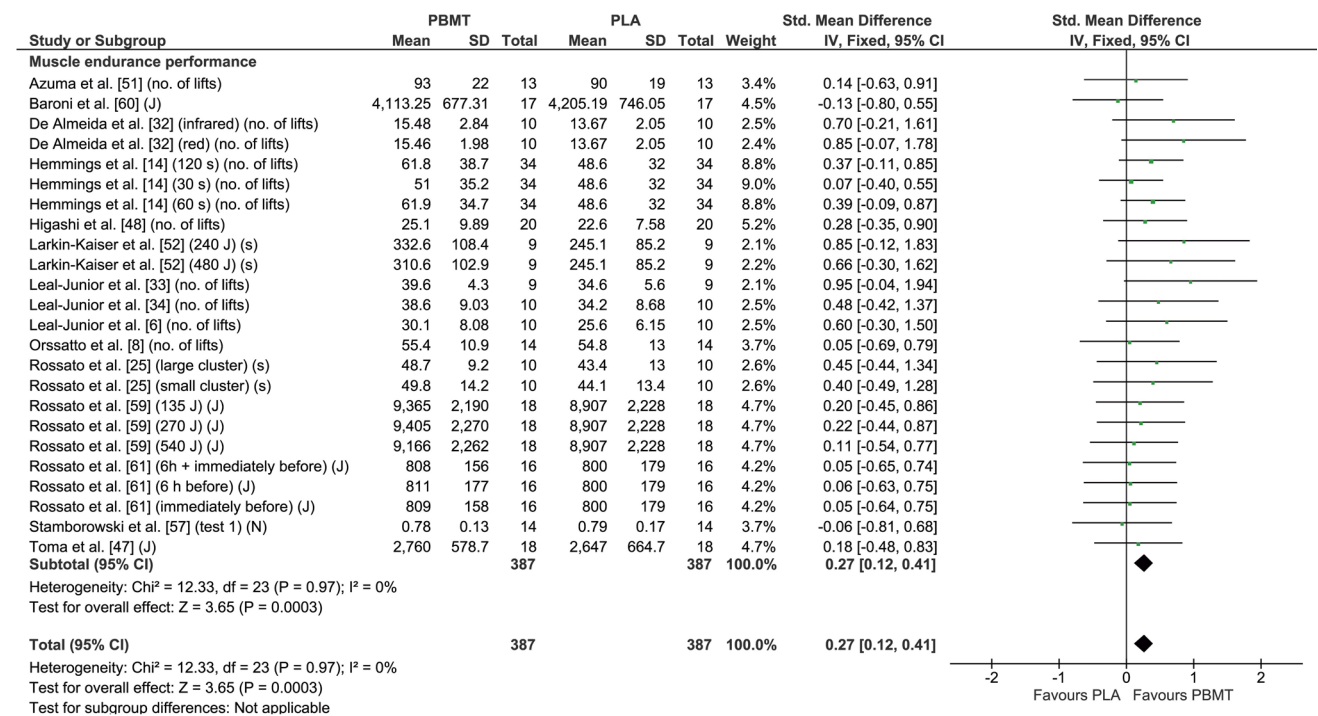 PBMT PLA Std. Mean Difference Std. Mean Difference
Study or Subgroup Mean SD Total Mean SD Total Weight IV, Fixed, 95% CI IV, Fixed, 95% CI
Muscle endurance performance
Azuma et al. [51] (no. of lifts) 93 22 13 90 19 13 3.4% 0.14 [-0.63, 0.91]
Baroni et al. [60] (J) 4,113.25 677.31 17 4,205.19 746.05 17 4.5% -0.13 [-0.80, 0.55]
De Almeida et al. [32] (infrared) (no. of lifts) 15.48 2.84 10 13.67 2.05 10 2.5% 0.70 [-0.21, 1.61]
De Almeida et al. [32] (red) (no. of lifts) 15.46 1.98 10 13.67 2.05 10 2.4% 0.85 [-0.07, 1.78]
Hemmings et al. [14] (120 s) (no. of lifts) 61.8 38.7 34 48.6 32 34 8.8% 0.37 [-0.11, 0.85]
Hemmings et al. [14] (30 s) (no. of lifts) 51 35.2 34 48.6 32 34 9.0% 0.07 [-0.40, 0.55]
Hemmings et al. [14] (60 s) (no. of lifts) 61.9 34.7 34 48.6 32 34 8.8% 0.39 [-0.09, 0.87]
Higashi et al. [48] (no. of lifts) 25.1 9.89 20 22.6 7.58 20 5.2% 0.28 [-0.35, 0.90]
Larkin-Kaiser et al. [52] (240 J) (s) 332.6 108.4 9 245.1 85.2 9 2.1% 0.85 [-0.12, 1.83]
Larkin-Kaiser et al. [52] (480 J) (s) 310.6 102.9 9 245.1 85.2 9 2.2% 0.66 [-0.30, 1.62]
Leal-Junior et al. [33] (no. of lifts) 39.6 4.3 9 34.6 5.6 9 2.1% 0.95 [-0.04, 1.94]
Leal-Junior et al. [34] (no. of lifts) 38.6 9.03 10 34.2 8.68 10 2.5% 0.48 [-0.42, 1.37]
Leal-Junior et al. [6] (no. of lifts) 30.1 8.08 10 25.6 6.15 10 2.5% 0.60 [-0.30, 1.50]
Orssatto et al. [8] (no. of lifts) 55.4 10.9 14 54.8 13 14 3.7% 0.05 [-0.69, 0.79]
Rossato et al. [25] (large cluster) (s) 48.7 9.2 10 43.4 13 10 2.6% 0.45 [-0.44, 1.34]
Rossato et al. [25] (small cluster) (s) 49.8 14.2 10 44.1 13.4 10 2.6% 0.40 [-0.49, 1.28]
Rossato et al. [59] (135 J) (J) 9,365 2,190 18 8,907 2,228 18 4.7% 0.20 [-0.45, 0.86]
Rossato et al. [59] (270 J) (J) 9,405 2,270 18 8,907 2,228 18 4.7% 0.22 [-0.44, 0.87]
Rossato et al. [59] (540 J) (J) 9,166 2,262 18 8,907 2,228 18 4.7% 0.11 [-0.54, 0.77]
Rossato et al. [61] (6h + immediately before) (J) 808 156 16 800 179 16 4.2% 0.05 [-0.65, 0.74]
Rossato et al. [61] (6 h before) (J) 811 177 16 800 179 16 4.2% 0.06 [-0.63, 0.75]
Rossato et al. [61] (immediately before) (J) 809 158 16 800 179 16 4.2% 0.05 [-0.64, 0.75]
Stamborowski et al. [57] (test 1) (N) 0.78 0.13 14 0.79 0.17 14 3.7% -0.06 [-0.81, 0.68]
Toma et al. [47] (J) 2,760 578.7 18 2,647 664.7 18 4.7% 0.18 [-0.48, 0.83]
Subtotal (95% CI) 387 387 100.0% 0.27 [0.12, 0.41]
Heterogeneity: Chi² = 12.33, df = 23 (P = 0.97); I² = 0%
Test for overall effect: Z = 3.65 (P = 0.0003)
Total (95% CI) 387 387 100.0% 0.27 [0.12, 0.41]
Heterogeneity: Chi² = 12.33, df = 23 (P = 0.97); I² = 0%
Test for overall effect: Z = 3.65 (P = 0.0003)
Test for subgroup differences: Not applicable
-2 -1 0 1 2
Favours PLA Favours PBMT